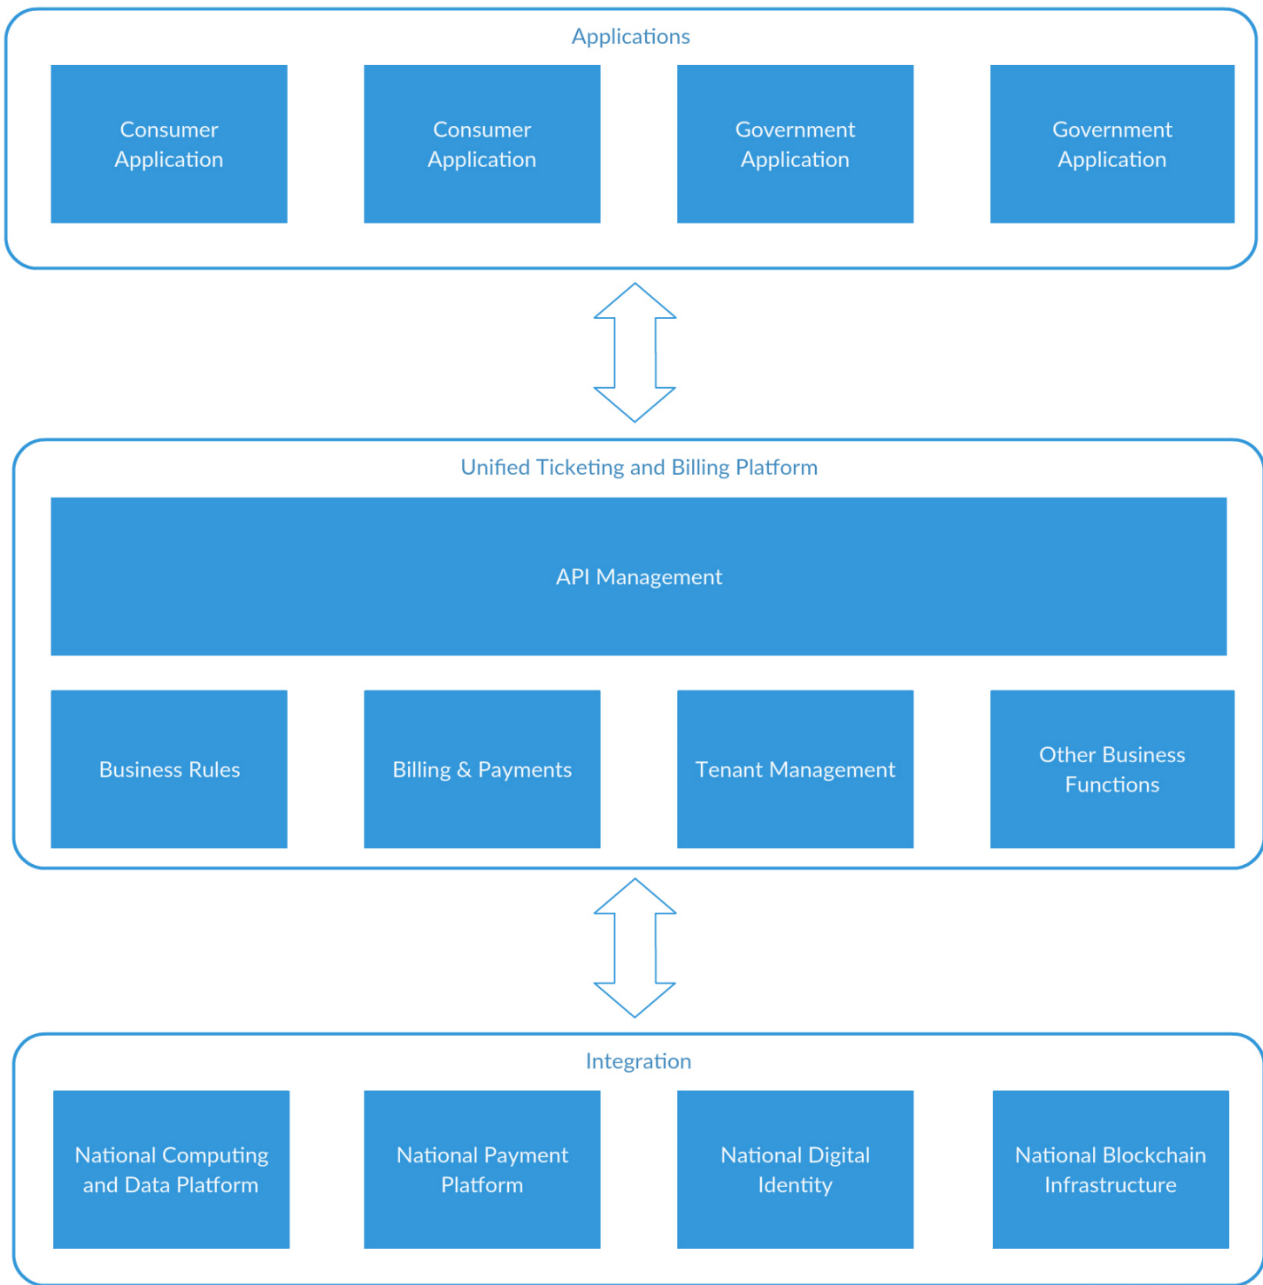 Applications
Consumer
Application
Consumer
Application
Government
Application
Government
Application
Unified Ticketing and Billing Platform
API Management
Business Rules
Billing & Payments
Tenant Management
Other Business
Functions
Integration
National Computing
and Data Platform
National Payment
Platform
National Digital
Identity
National Blockchain
Infrastructure